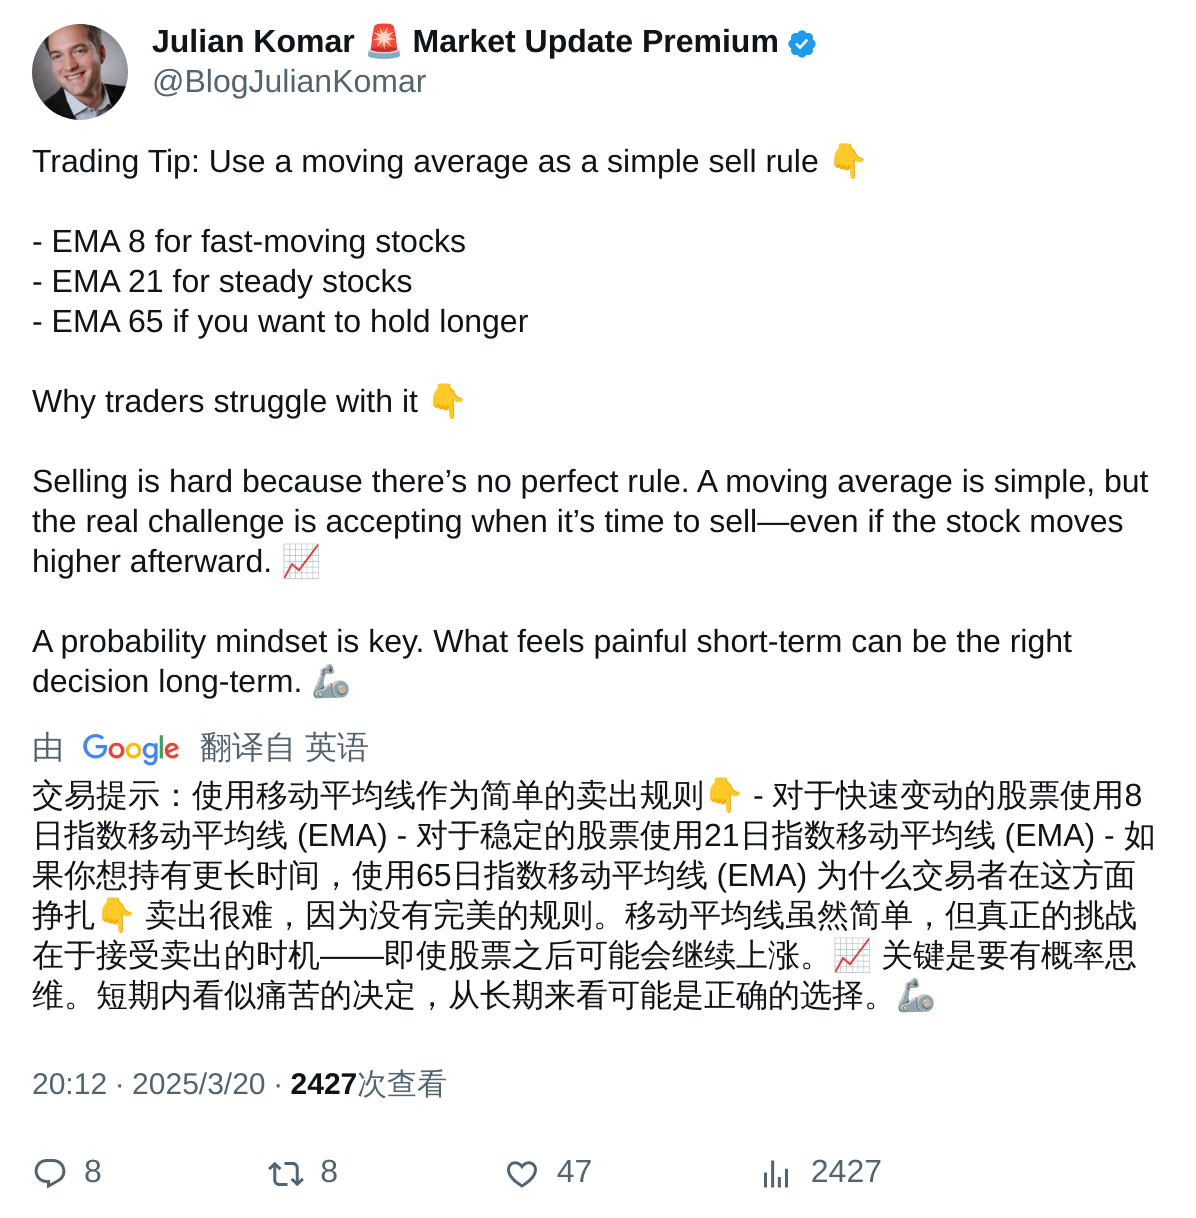 Julian Komar 🚨 Market Update Premium
@BlogJulianKomar
Trading Tip: Use a moving average as a simple sell rule 👇
- EMA 8 for fast-moving stocks
- EMA 21 for steady stocks
- EMA 65 if you want to hold longer
Why traders struggle with it 👇
Selling is hard because there’s no perfect rule. A moving average is simple, but
the real challenge is accepting when it’s time to sell—even if the stock moves
higher afterward. 📈
A probability mindset is key. What feels painful short-term can be the right
decision long-term. 🦾
由 Google 翻译自 英语
交易提示：使用移动平均线作为简单的卖出规则👇 - 对于快速变动的股票使用8
日指数移动平均线 (EMA) - 对于稳定的股票使用21日指数移动平均线 (EMA) - 如
果你想持有更长时间，使用65日指数移动平均线 (EMA) 为什么交易者在这方面
挣扎👇 卖出很难，因为没有完美的规则。移动平均线虽然简单，但真正的挑战
在于接受卖出的时机——即使股票之后可能会继续上涨。📈 关键是要有概率思
维。短期内看似痛苦的决定，从长期来看可能是正确的选择。🦾
20:12 · 2025/3/20 · 2427次查看
8 8 47 2427